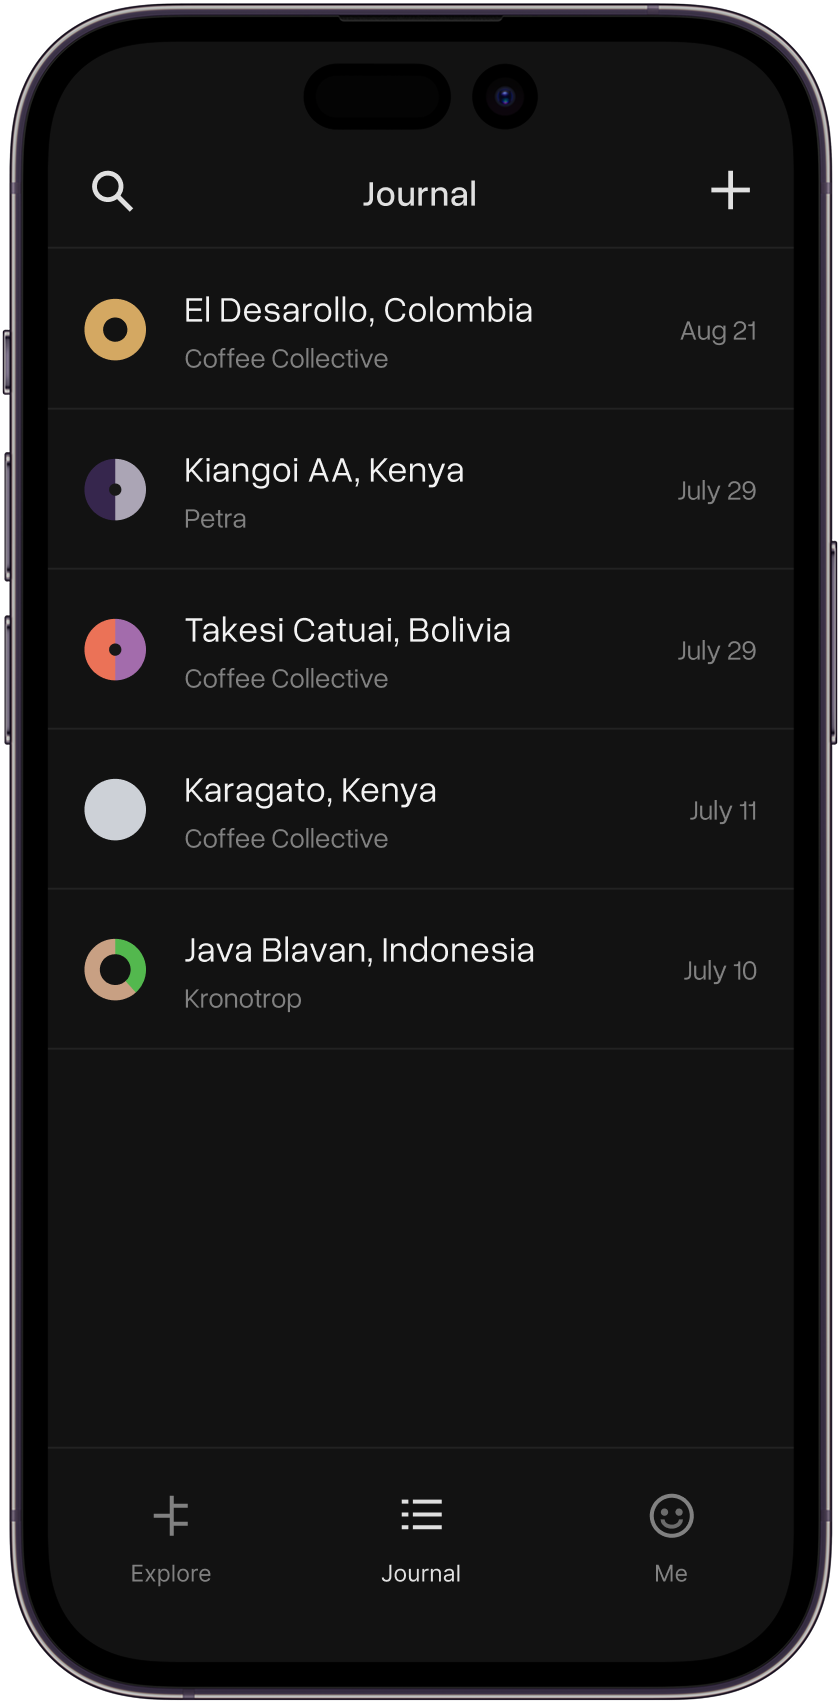 Journal
El Desarollo, Colombia
Coffee Collective
Aug 21
Kiangoi AA, Kenya
Petra
July 29
Takesi Catuai, Bolivia
Coffee Collective
July 29
Karagato, Kenya
Coffee Collective
July 11
Java Blavan, Indonesia
Kronotrop
July 10
Explore
Journal
Me